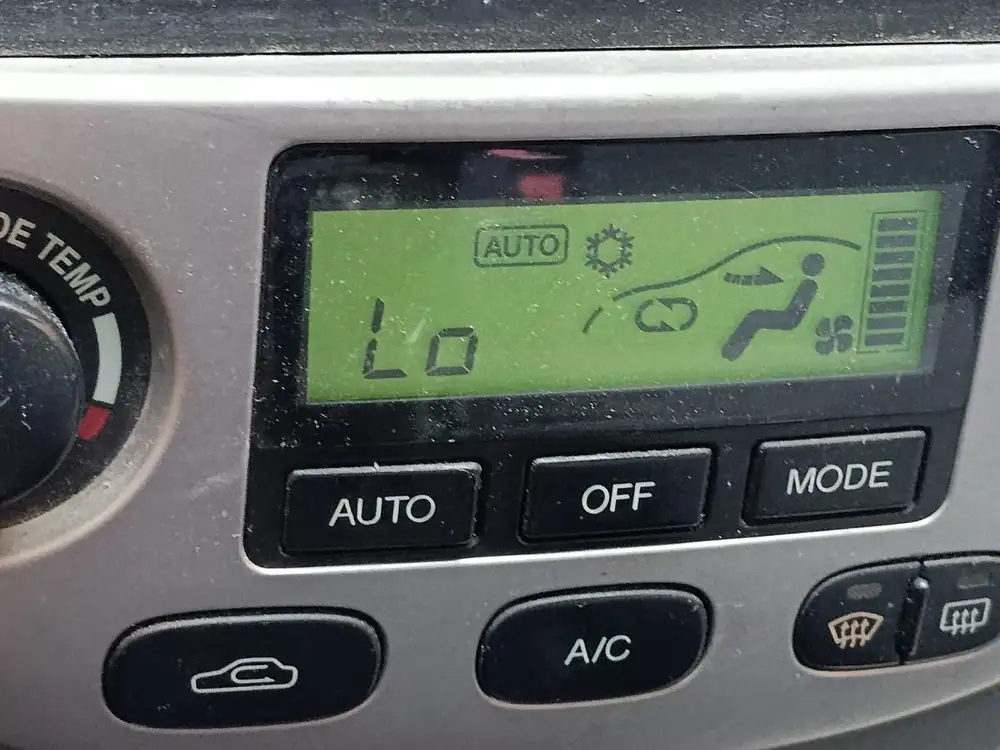 DE TEMP
AUTO
Lo
AUTO
OFF
MODE
A/C